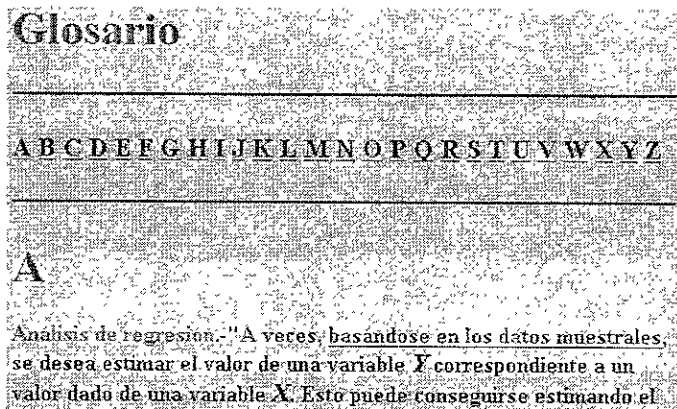 Glosario
A B C D E F G H I J K L M N O P Q R S T U V W X Y Z
A
Analisis de regresion.-"A veces, basandose en los datos muestrales,
se desea estimar el valor de una variable Y correspondiente a un
valor dado de una variable X. Esto puede conseguirse estimando el